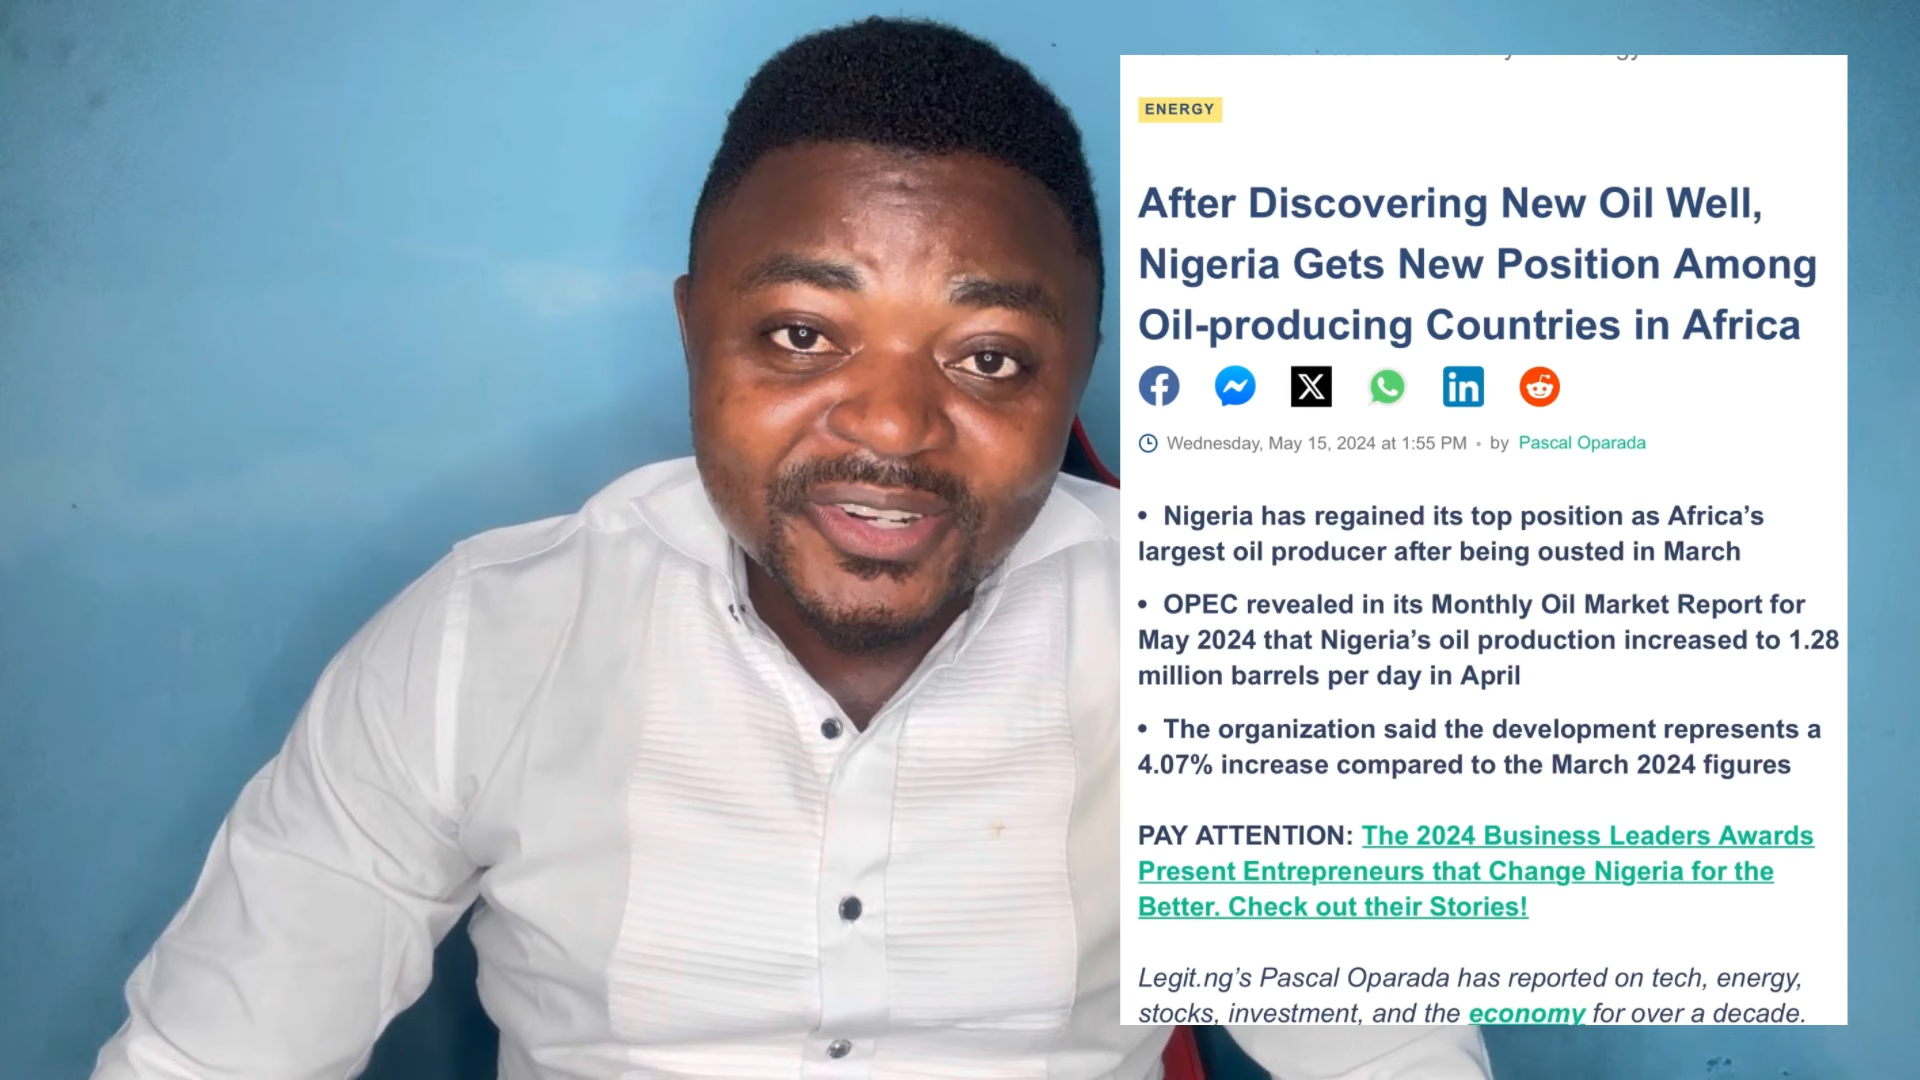 ENERGY
After Discovering New Oil Well,
Nigeria Gets New Position Among
Oil-producing Countries in Africa
Wednesday, May 15, 2024 at 1:55 PM • by Pascal Oparada
• Nigeria has regained its top position as Africa’s
largest oil producer after being ousted in March
• OPEC revealed in its Monthly Oil Market Report for
May 2024 that Nigeria’s oil production increased to 1.28
million barrels per day in April
• The organization said the development represents a
4.07% increase compared to the March 2024 figures
PAY ATTENTION: The 2024 Business Leaders Awards
Present Entrepreneurs that Change Nigeria for the
Better. Check out their Stories!
Legit.ng’s Pascal Oparada has reported on tech, energy,
stocks, investment, and the economy for over a decade.